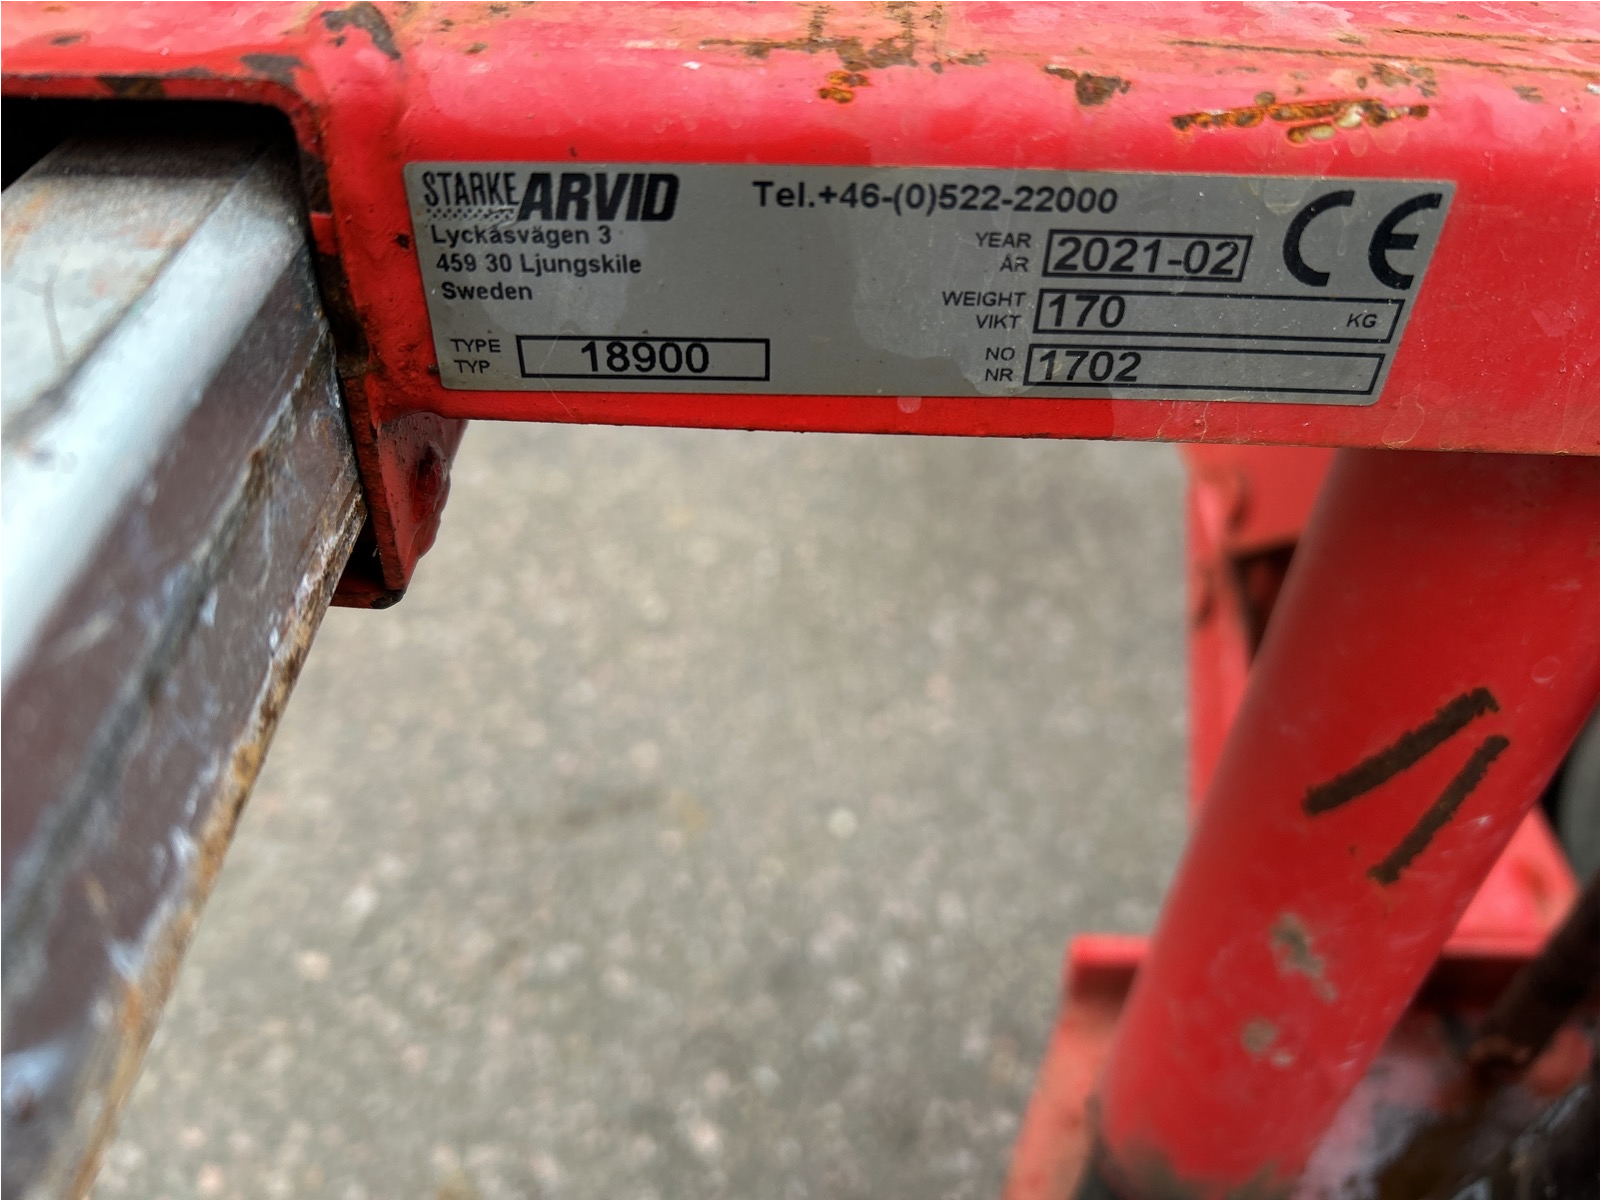 STARKE ARVID
Lyckåsvägen 3
459 30 Ljungskile
Sweden
TYPE
TYP
18900
Tel.+46-(0)522-22000
YEAR
ÅR
2021-02
CE
WEIGHT
VIKT
170
KG
NO
NR
1702